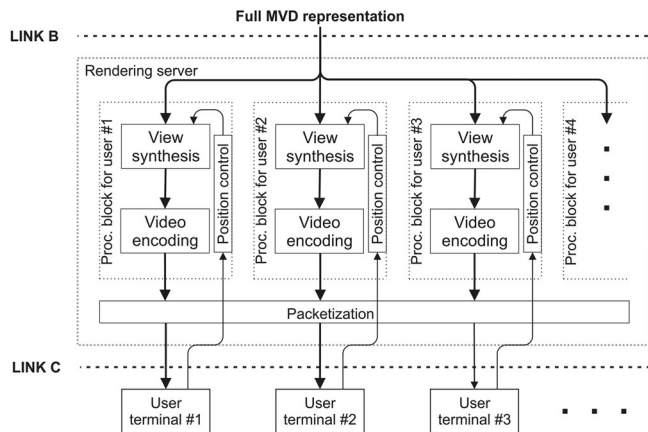 Full MVD representation
LINK B
Rendering server
Proc. block for user #1
View
synthesis
Video
encoding
Position control
Proc. block for user #2
View
synthesis
Video
encoding
Position control
Proc. block for user #3
View
synthesis
Video
encoding
Position control
Proc. block for user #4
Packetization
LINK C
User
terminal #1
User
terminal #2
User
terminal #3